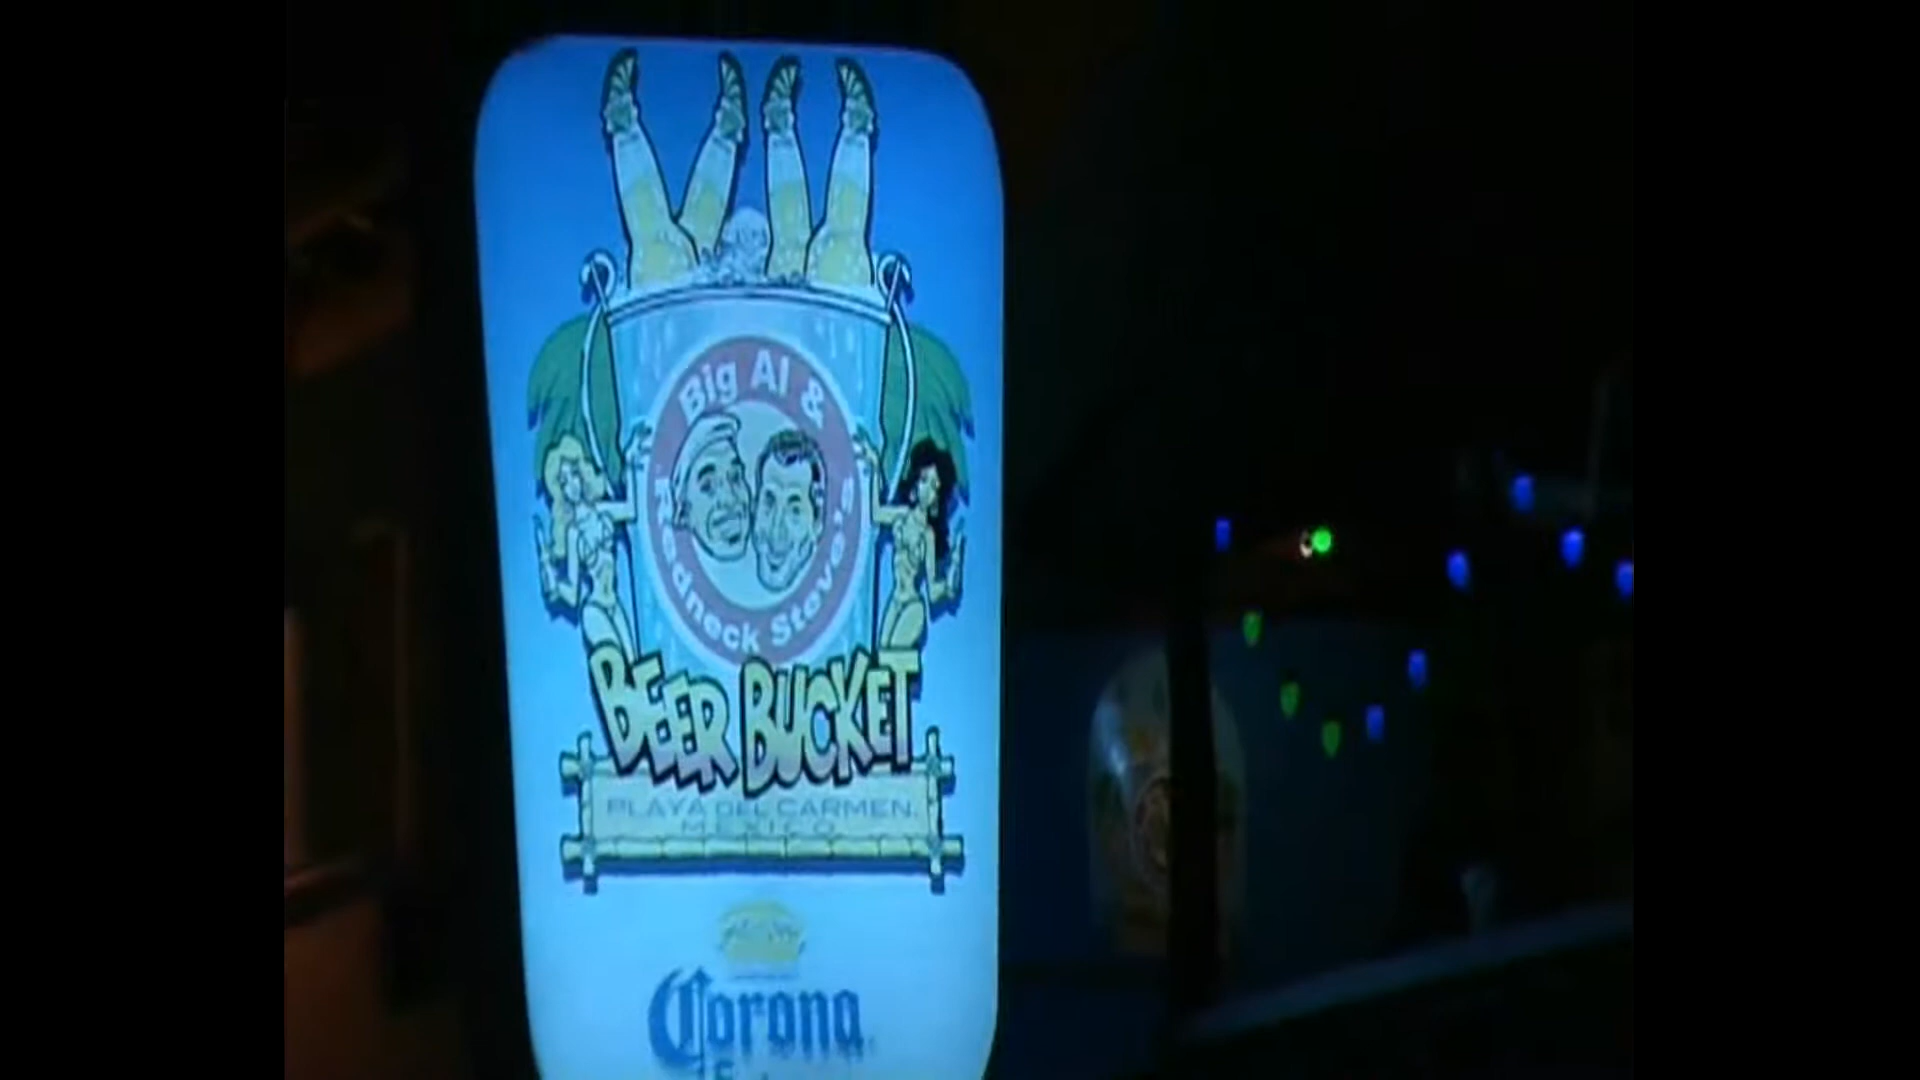 Big Al &
Redneck Steve's
BEER BUCKET
PLAYA DEL CARMEN,
MEXICO
Corona